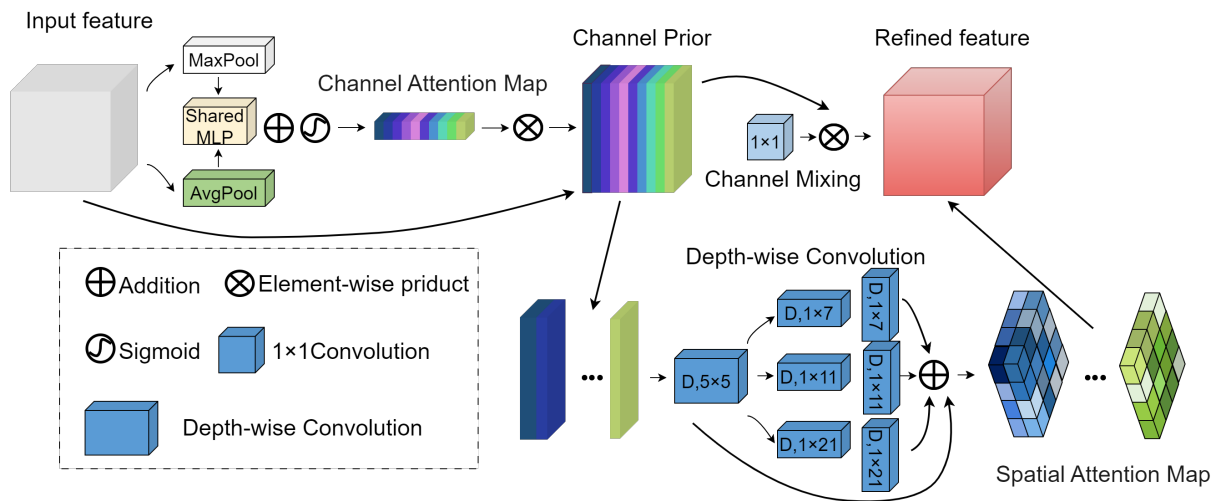 Input feature
MaxPool
Shared
MLP
AvgPool
Channel Attention Map
Channel Prior
1×1
Channel Mixing
Refined feature
Addition
Element-wise priduct
Sigmoid
1×1Convolution
Depth-wise Convolution
Depth-wise Convolution
D,5×5
D,1×7
D,1×7
D,1×11
D,1×11
D,1×21
D,1×21
Spatial Attention Map